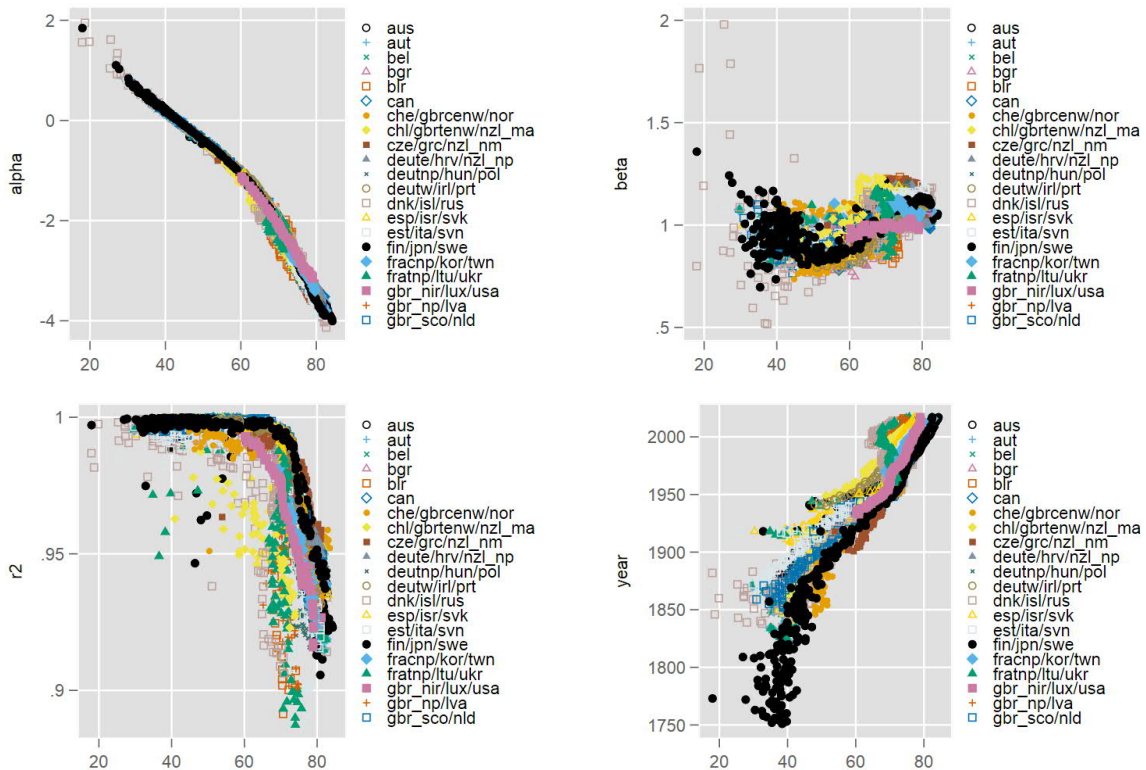 2
0
-2
-4
alpha
20
40
60
80
aus
aut
bel
bgr
blr
can
che/gbrcenw/nor
chl/gbrtenw/nzl_ma
cze/grc/nzl_nm
deute/hrv/nzl_np
deutnp/hun/pol
deutw/irl/prt
dnk/isl/rus
esp/isr/svk
est/ita/svn
fin/jpn/swe
fracnp/kor/twn
fratnp/ltu/ukr
gbr_nir/lux/usa
gbr_np/lva
gbr_sco/nld
2
1.5
1
.5
beta
20
40
60
80
aus
aut
bel
bgr
blr
can
che/gbrcenw/nor
chl/gbrtenw/nzl_ma
cze/grc/nzl_nm
deute/hrv/nzl_np
deutnp/hun/pol
deutw/irl/prt
dnk/isl/rus
esp/isr/svk
est/ita/svn
fin/jpn/swe
fracnp/kor/twn
fratnp/ltu/ukr
gbr_nir/lux/usa
gbr_np/lva
gbr_sco/nld
1
.95
.9
r2
20
40
60
80
aus
aut
bel
bgr
blr
can
che/gbrcenw/nor
chl/gbrtenw/nzl_ma
cze/grc/nzl_nm
deute/hrv/nzl_np
deutnp/hun/pol
deutw/irl/prt
dnk/isl/rus
esp/isr/svk
est/ita/svn
fin/jpn/swe
fracnp/kor/twn
fratnp/ltu/ukr
gbr_nir/lux/usa
gbr_np/lva
gbr_sco/nld
2000
1950
1900
1850
1800
1750
year
20
40
60
80
aus
aut
bel
bgr
blr
can
che/gbrcenw/nor
chl/gbrtenw/nzl_ma
cze/grc/nzl_nm
deute/hrv/nzl_np
deutnp/hun/pol
deutw/irl/prt
dnk/isl/rus
esp/isr/svk
est/ita/svn
fin/jpn/swe
fracnp/kor/twn
fratnp/ltu/ukr
gbr_nir/lux/usa
gbr_np/lva
gbr_sco/nld